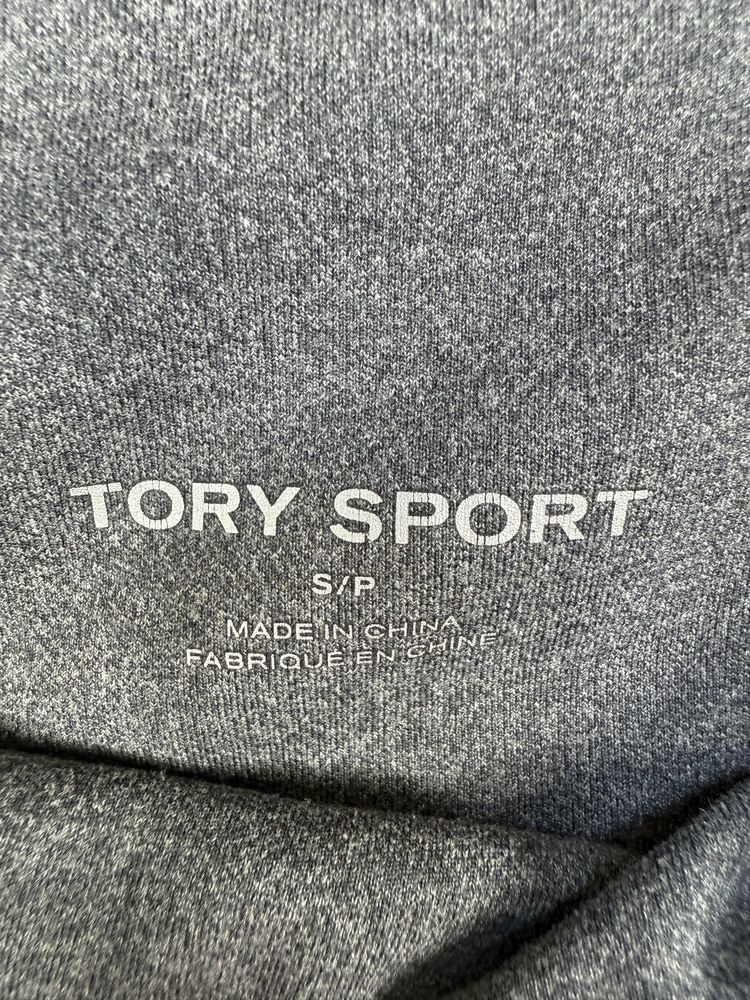 TORY SPORT
S/P
MADE IN CHINA
FABRIQUÉ EN CHINE